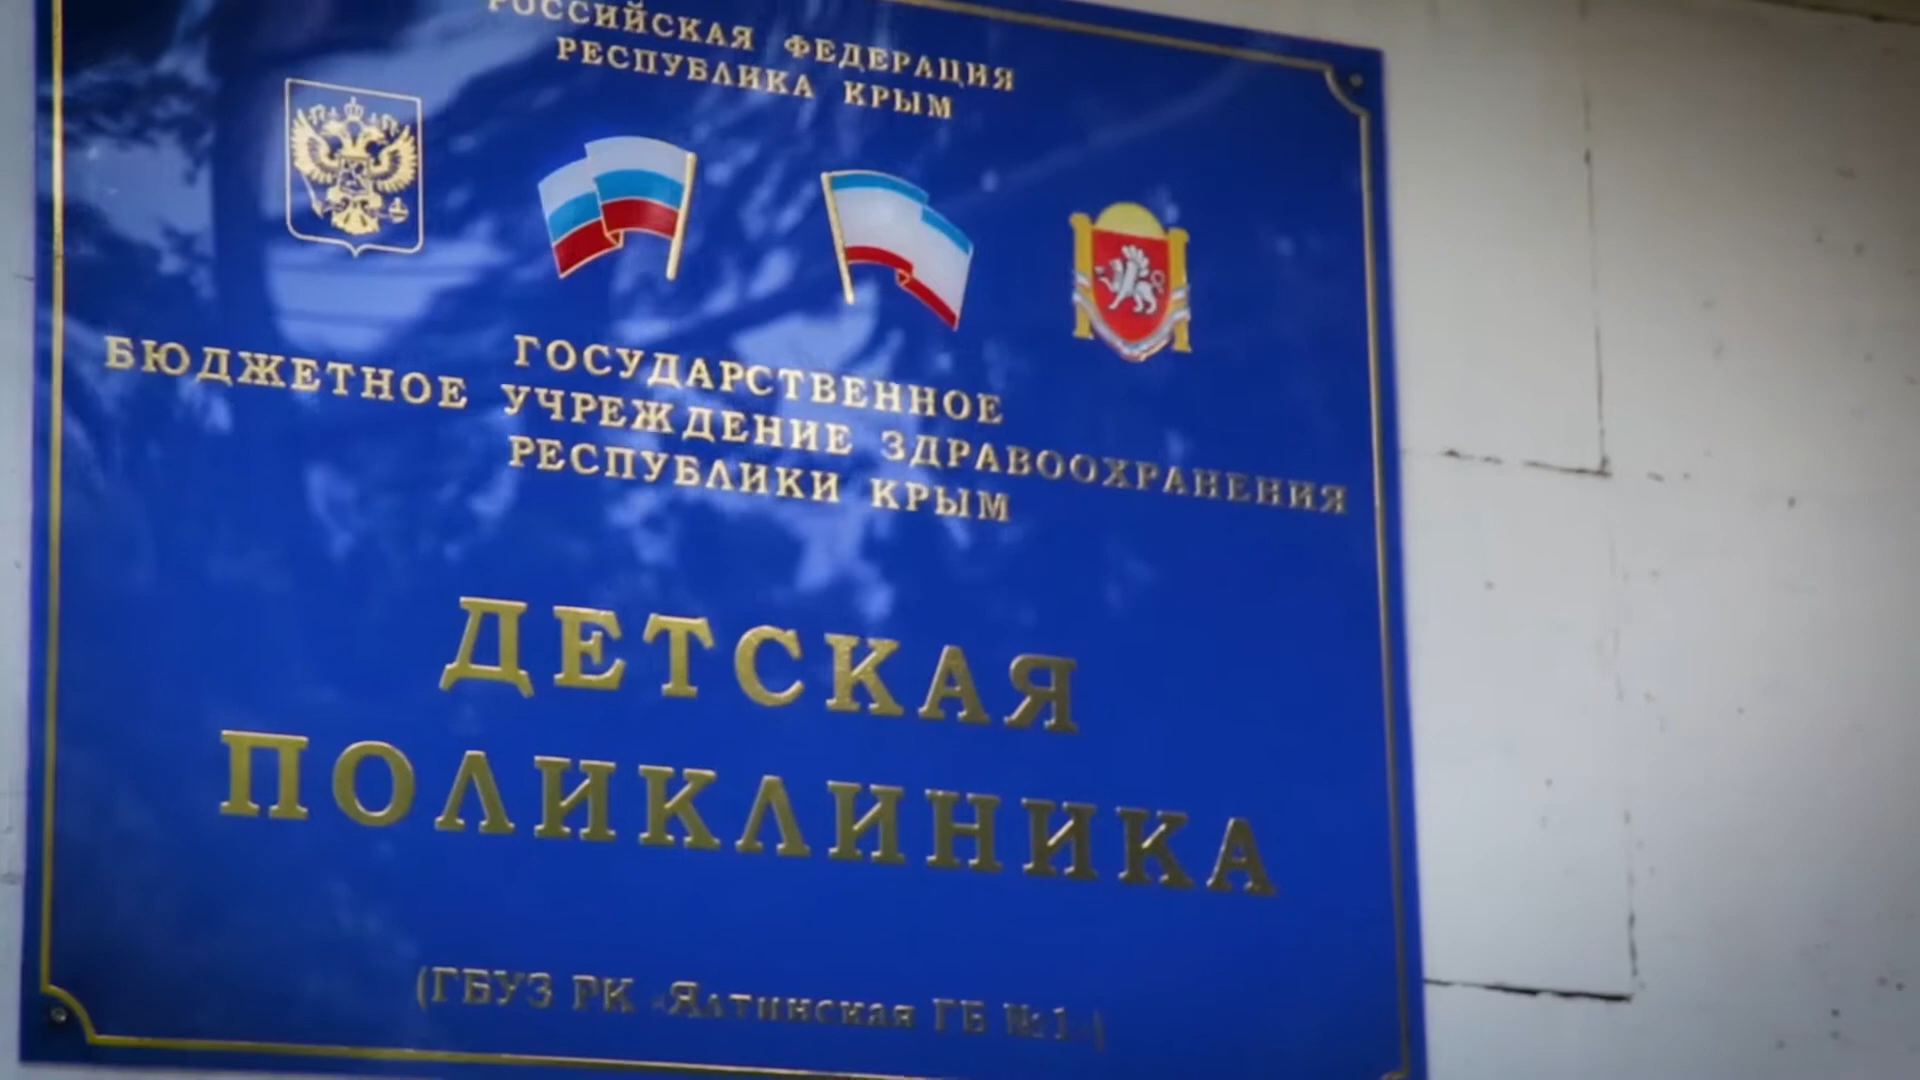 РОССИЙСКАЯ ФЕДЕРАЦИЯ
РЕСПУБЛИКА КРЫМ
ГОСУДАРСТВЕННОЕ
БЮДЖЕТНОЕ УЧРЕЖДЕНИЕ ЗДРАВООХРАНЕНИЯ
РЕСПУБЛИКИ КРЫМ
ДЕТСКАЯ
ПОЛИКЛИНИКА
(ГБУЗ РК «Ялтинская ГБ №1»)